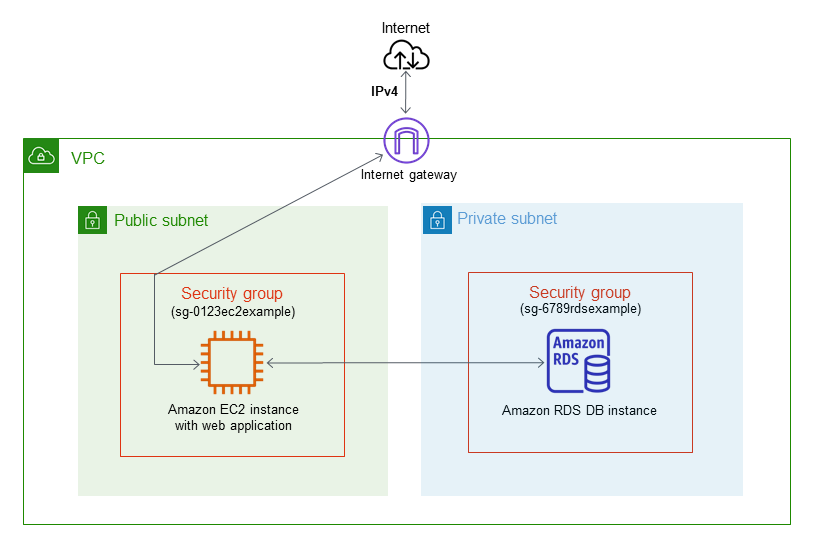 Internet
IPv4
Internet gateway
VPC
Public subnet
Private subnet
Security group
(sg-0123ec2example)
Amazon EC2 instance
with web application
Security group
(sg-6789rdsexample)
Amazon
RDS
Amazon RDS DB instance